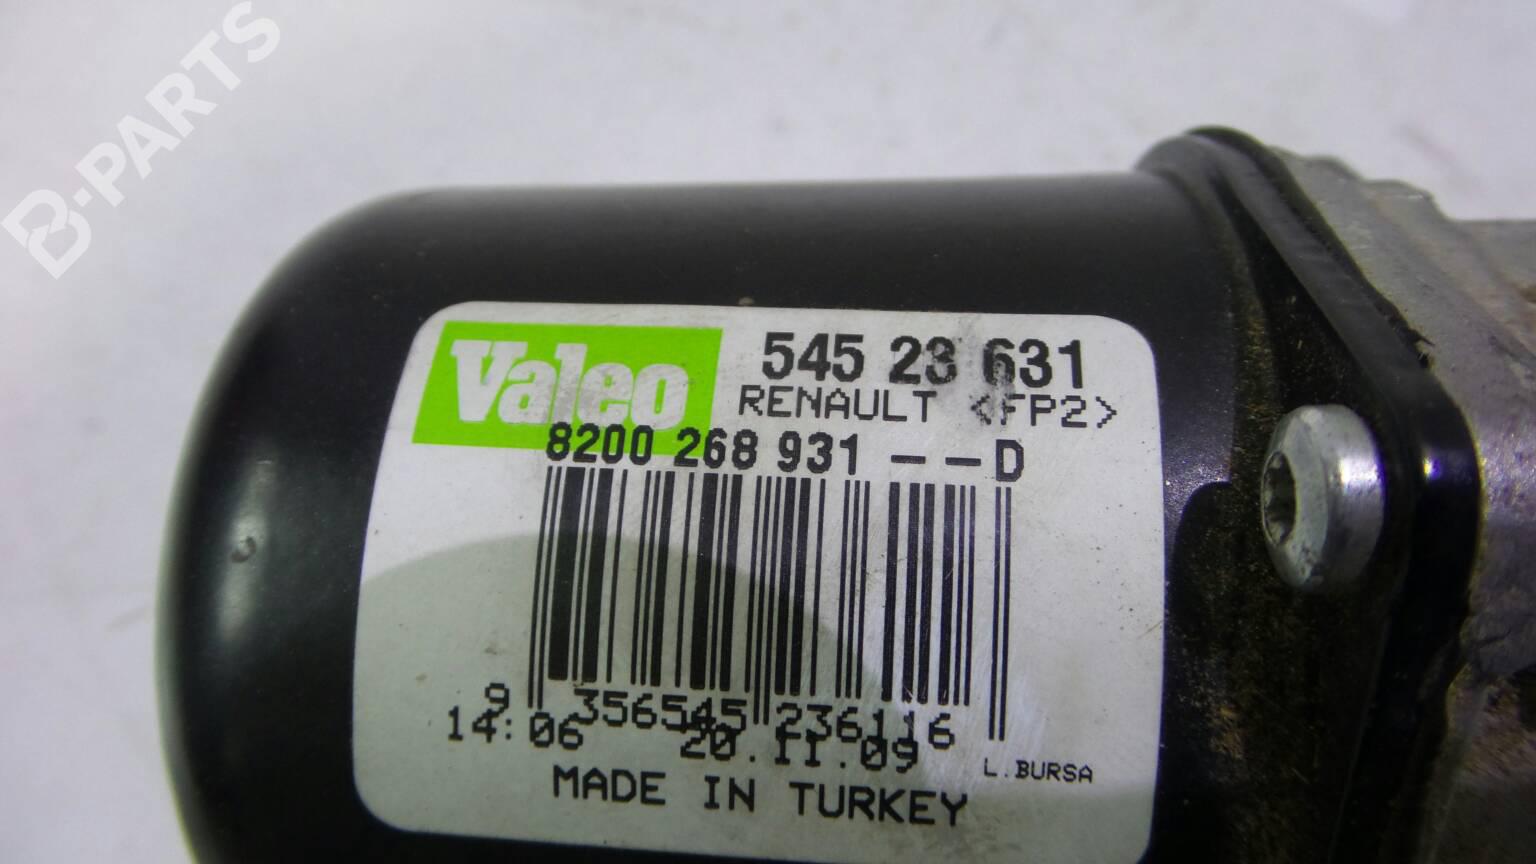 B-PARTS
Valeo
545 23 631
RENAULT <FP2>
8200 268 931 -- D
9 356545 236116
14:06 20.11.09
L.BURSA
MADE IN TURKEY